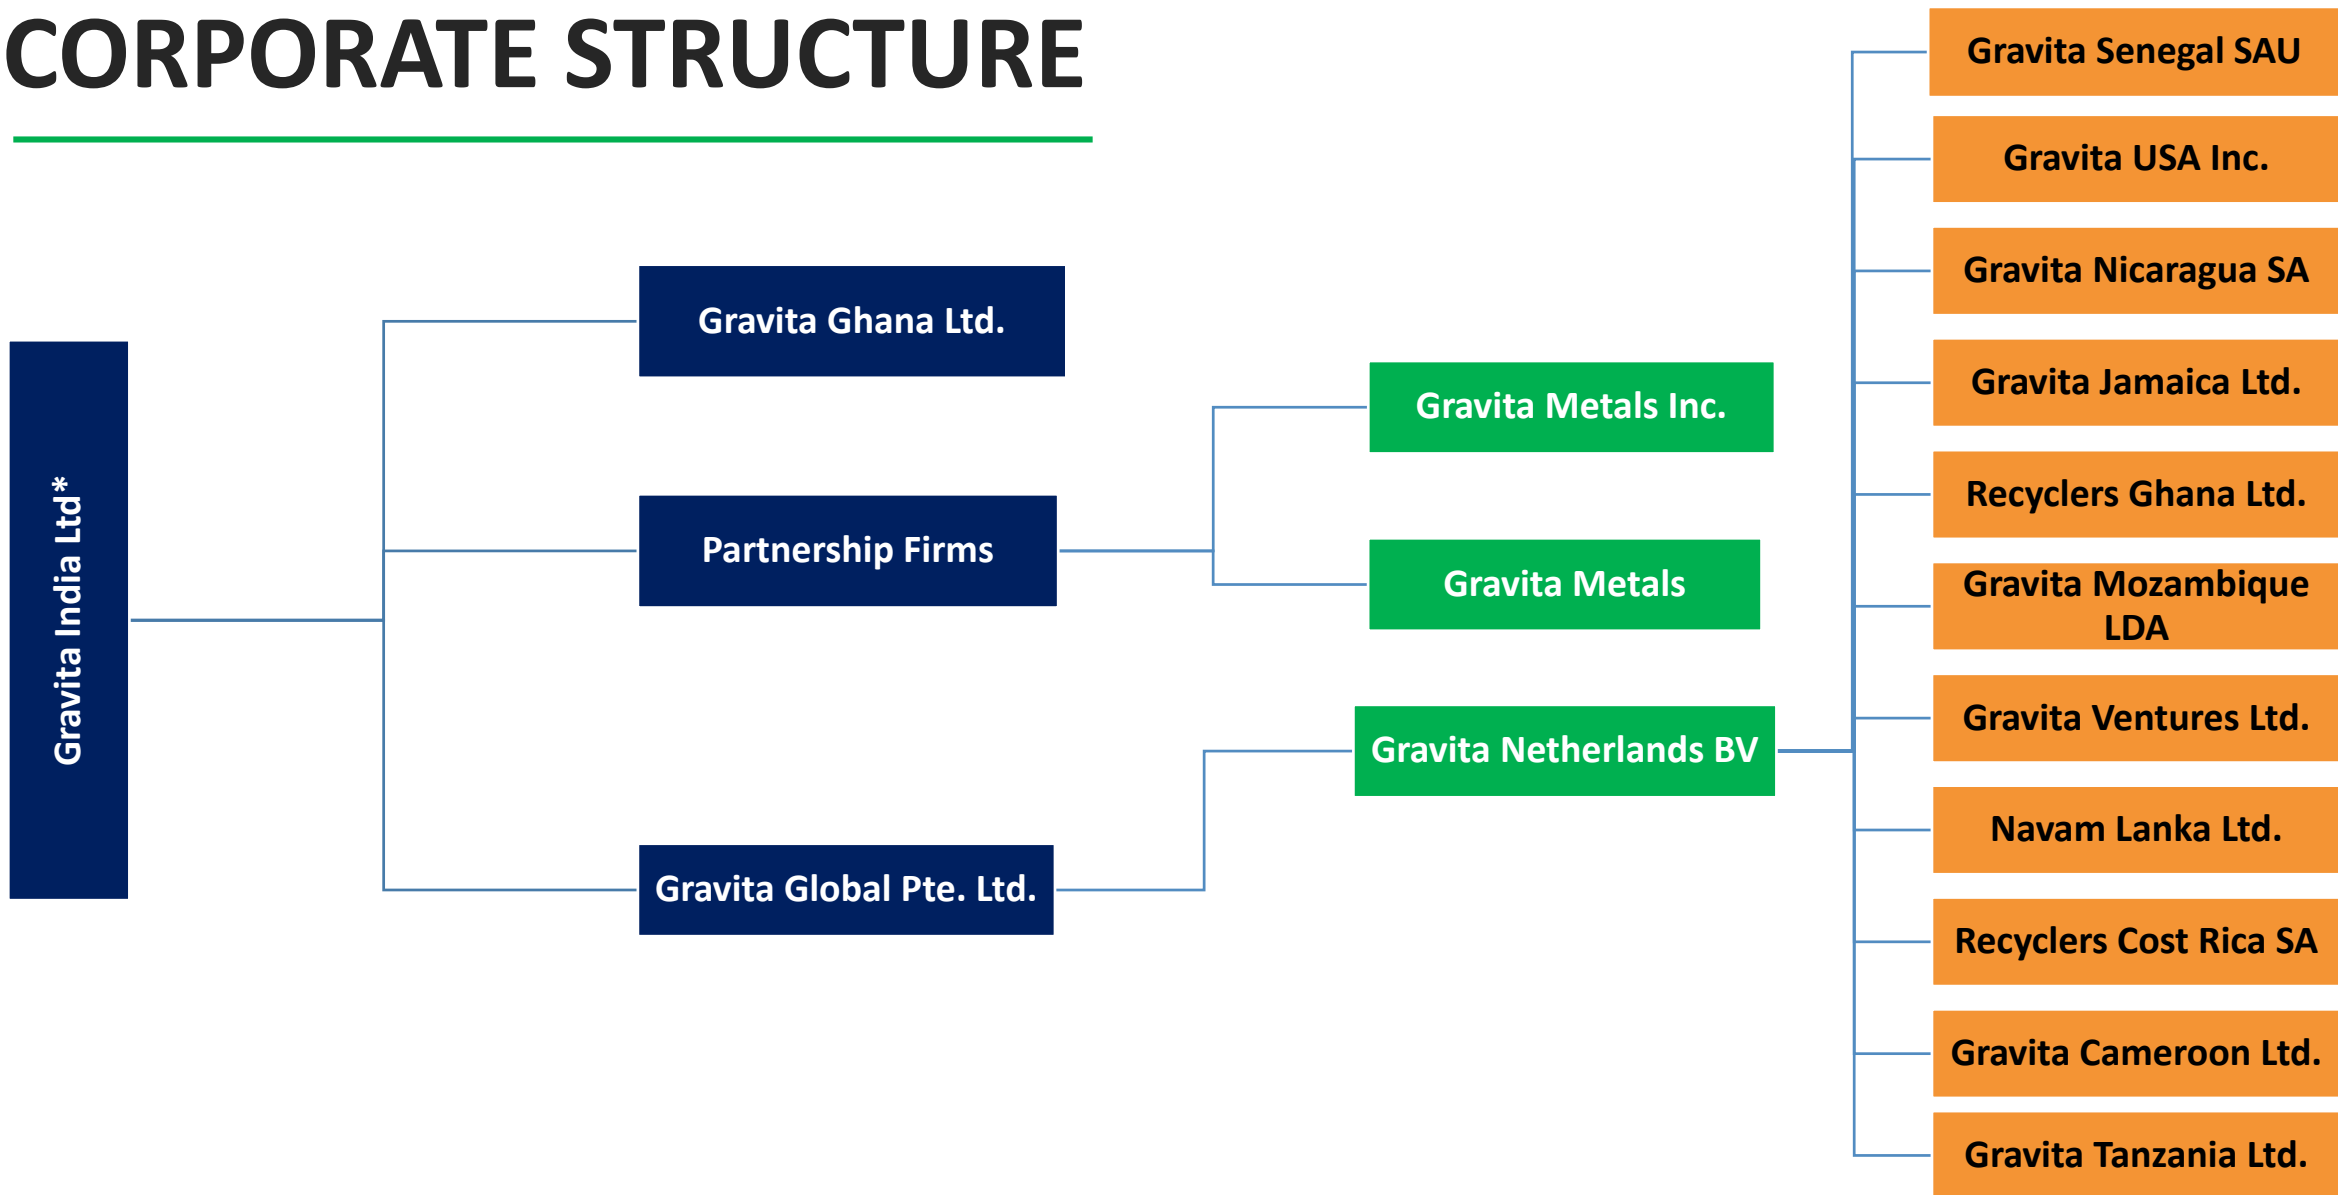 CORPORATE STRUCTURE
Gravita India Ltd*
Gravita Ghana Ltd.
Partnership Firms
Gravita Global Pte. Ltd.
Gravita Metals Inc.
Gravita Metals
Gravita Netherlands BV
Gravita Senegal SAU
Gravita USA Inc.
Gravita Nicaragua SA
Gravita Jamaica Ltd.
Recyclers Ghana Ltd.
Gravita Mozambique
LDA
Gravita Ventures Ltd.
Navam Lanka Ltd.
Recyclers Cost Rica SA
Gravita Cameroon Ltd.
Gravita Tanzania Ltd.